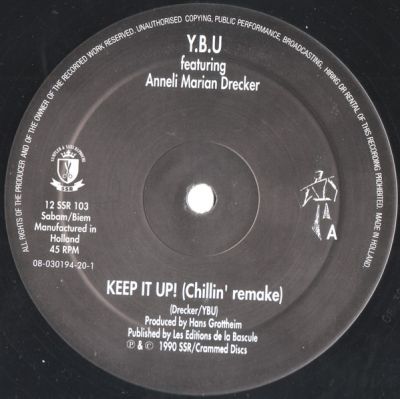 ALL RIGHTS OF THE PRODUCER AND OF THE OWNER OF THE RECORDED WORK RESERVED. UNAUTHORISED COPYING, PUBLIC PERFORMANCE, BROADCASTING, HIRING OR RENTAL OF THIS RECORDING PROHIBITED. MADE IN HOLLAND.
Y.B.U
featuring
Anneli Marian Drecker
SSR
12 SSR 103
Sabam/Biem
Manufactured in
Holland
45 RPM
08-030194-20-1
A
KEEP IT UP! (Chillin' remake)
(Drecker/YBU)
Produced by Hans Grottheim
Published by Les Editions de la Bascule
℗ & © 1990 SSR/Crammed Discs